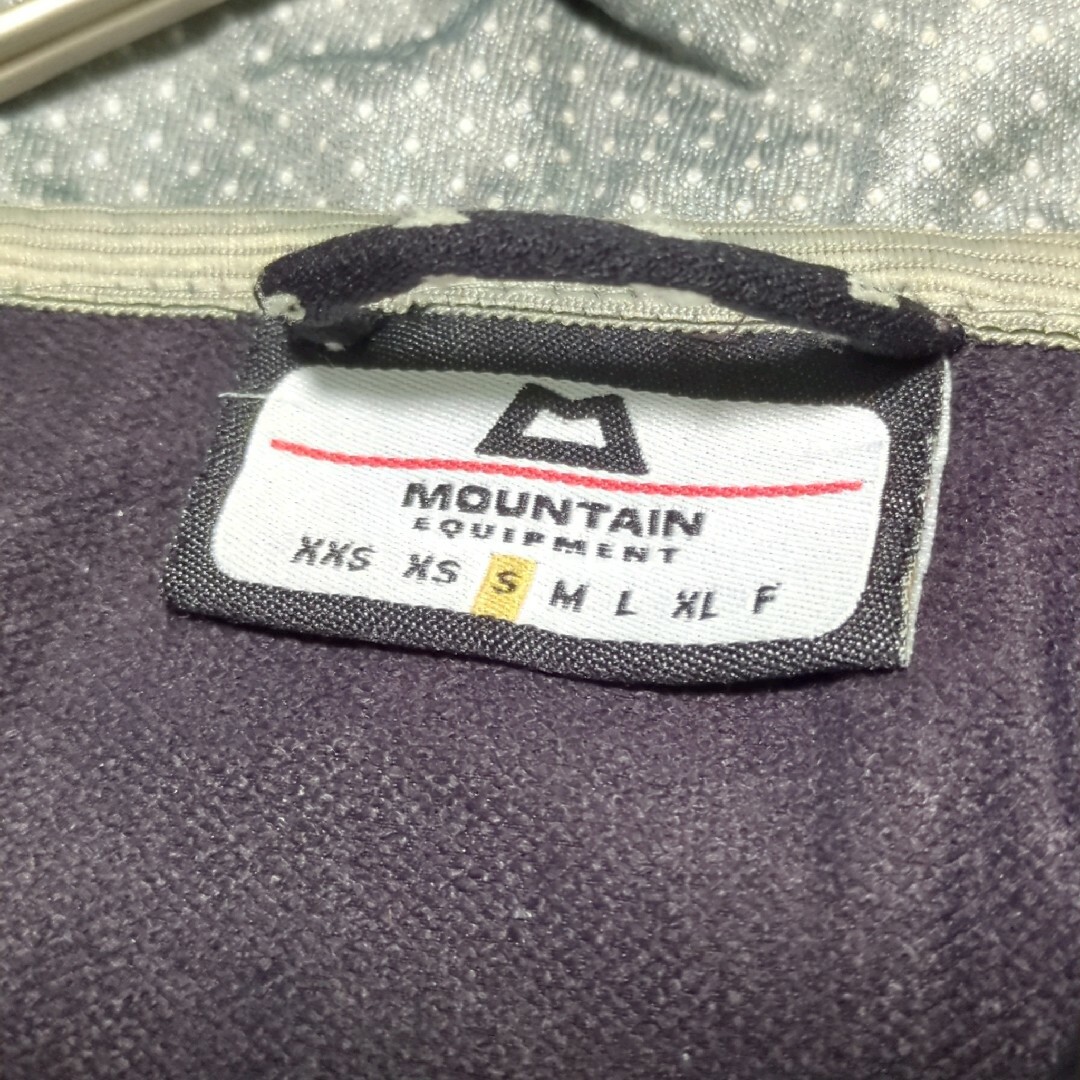 MOUNTAIN
EQUIPMENT
XXS XS S M L XL F